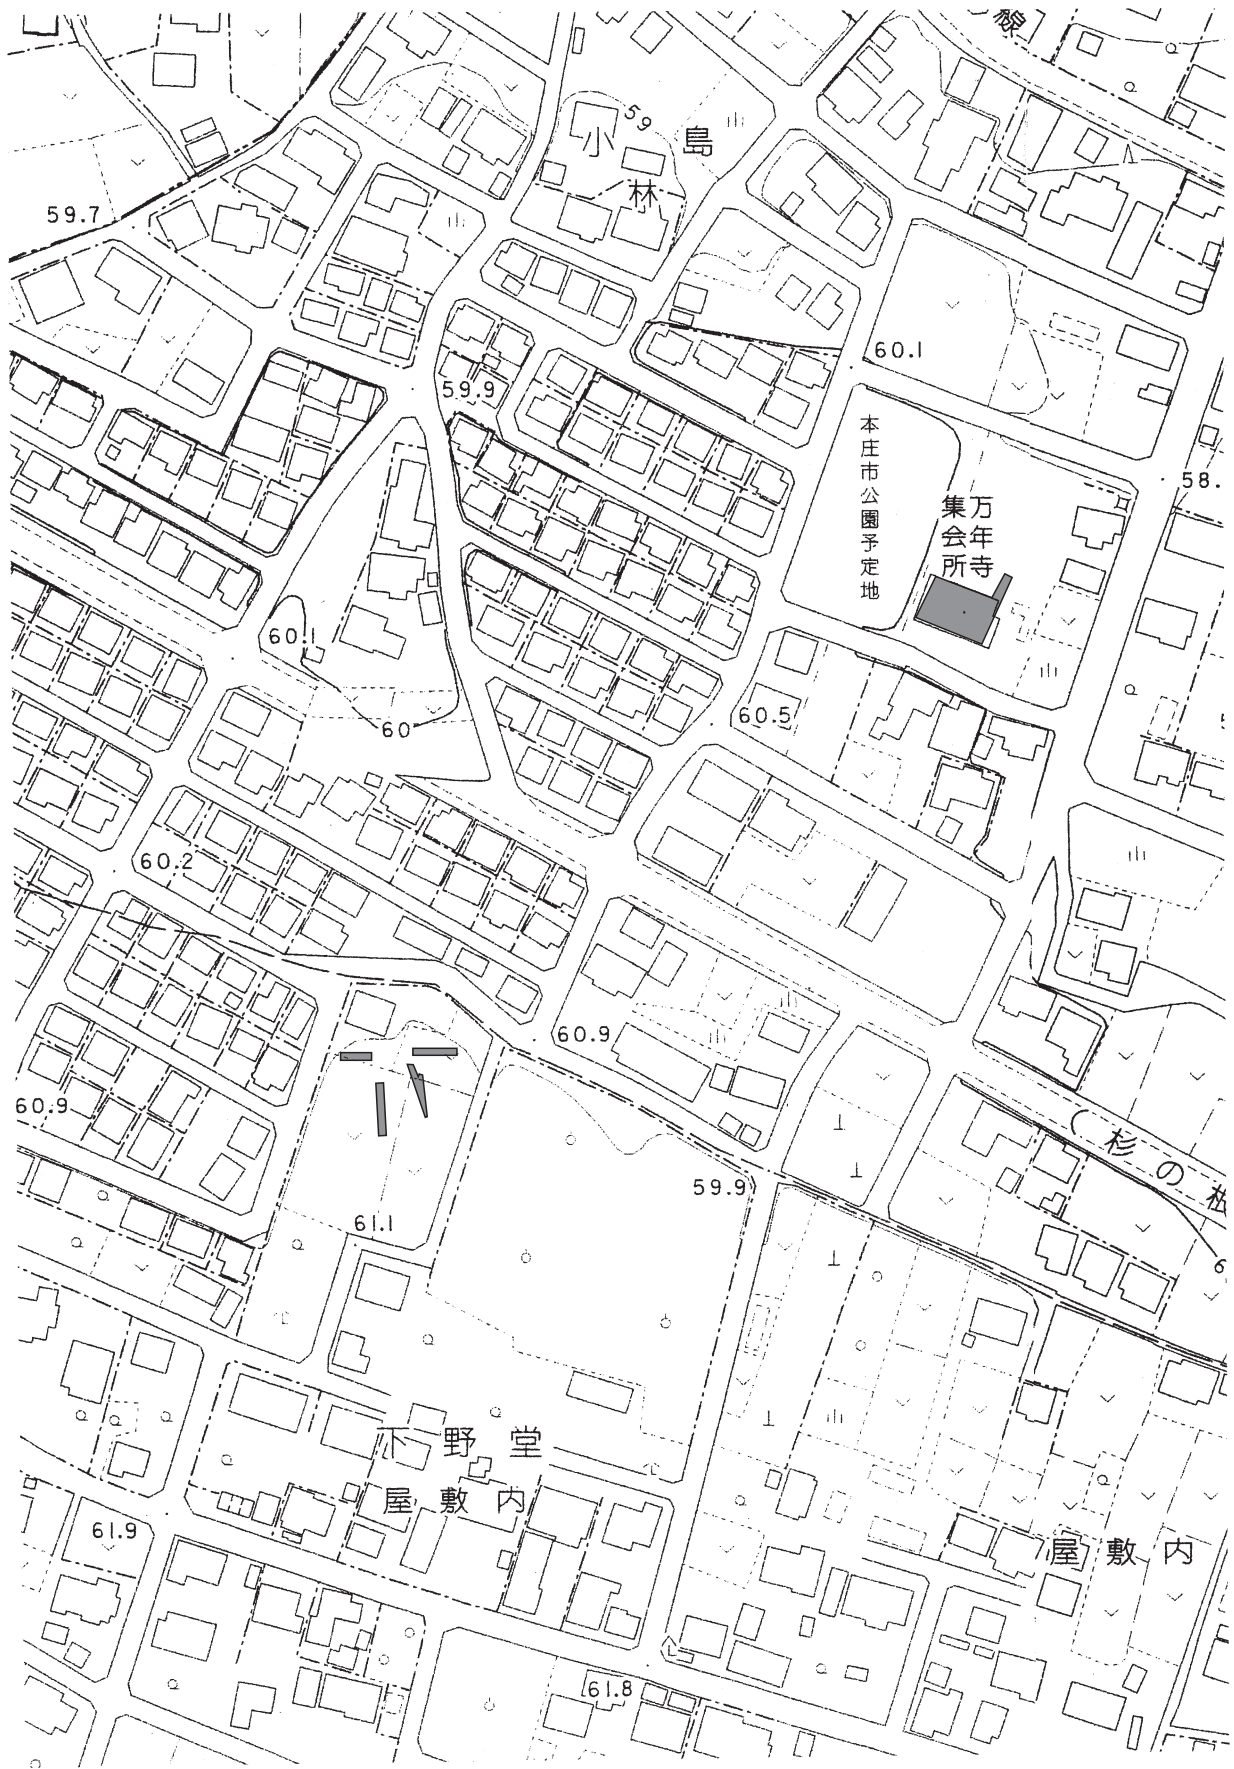 線
59
小 島
林
59.7
60.1
59.9
本庄市公園予定地
58.
万年寺
集会所
60.1
60
60.5
60.2
60.9
60.9
(杉の根
59.9
61.1
下 野 堂
屋 敷 内
61.9
屋 敷 内
61.8